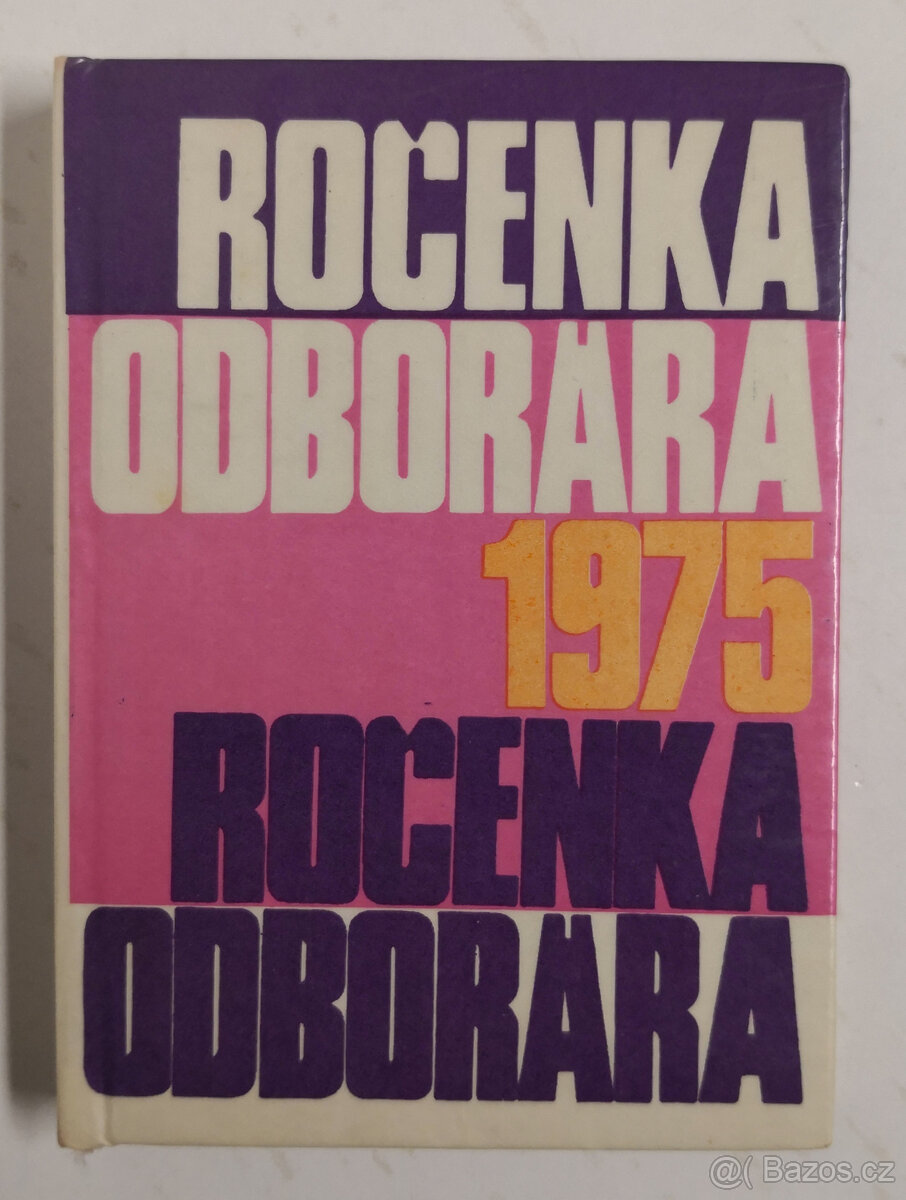 ROČENKA
ODBORÁRA
1975
ROČENKA
ODBORÁRA
@( Bazos.cz